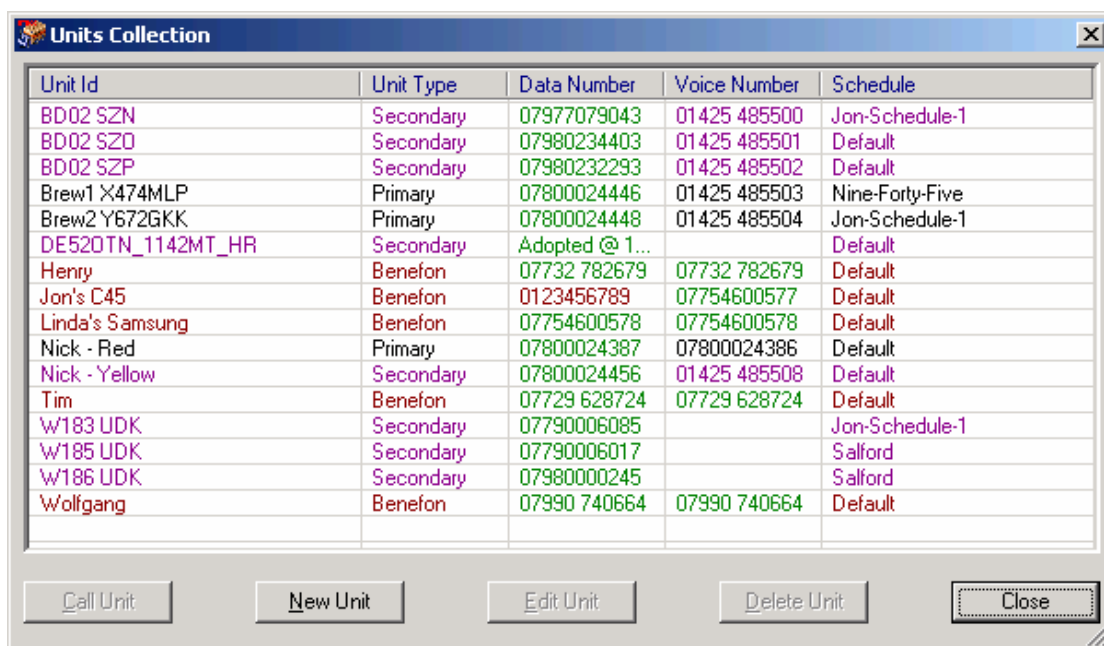 Units Collection
Unit Id Unit Type Data Number Voice Number Schedule
BD02 SZN Secondary 07977079043 01425 485500 Jon-Schedule-1
BD02 SZO Secondary 07980234403 01425 485501 Default
BD02 SZP Secondary 07980232293 01425 485502 Default
Brew1 X474MLP Primary 07800024446 01425 485503 Nine-Forty-Five
Brew2 Y672GKK Primary 07800024448 01425 485504 Jon-Schedule-1
DE52OTN_1142MT_HR Secondary Adopted @ 1... Default
Henry Benefon 07732 782679 07732 782679 Default
Jon's C45 Benefon 0123456789 07754600577 Default
Linda's Samsung Benefon 07754600578 07754600578 Default
Nick - Red Primary 07800024387 07800024386 Default
Nick - Yellow Secondary 07800024456 01425 485508 Default
Tim Benefon 07729 628724 07729 628724 Default
W183 UDK Secondary 07790006085 Jon-Schedule-1
W185 UDK Secondary 07790006017 Salford
W186 UDK Secondary 07980000245 Salford
Wolfgang Benefon 07990 740664 07990 740664 Default
Call Unit New Unit Edit Unit Delete Unit Close